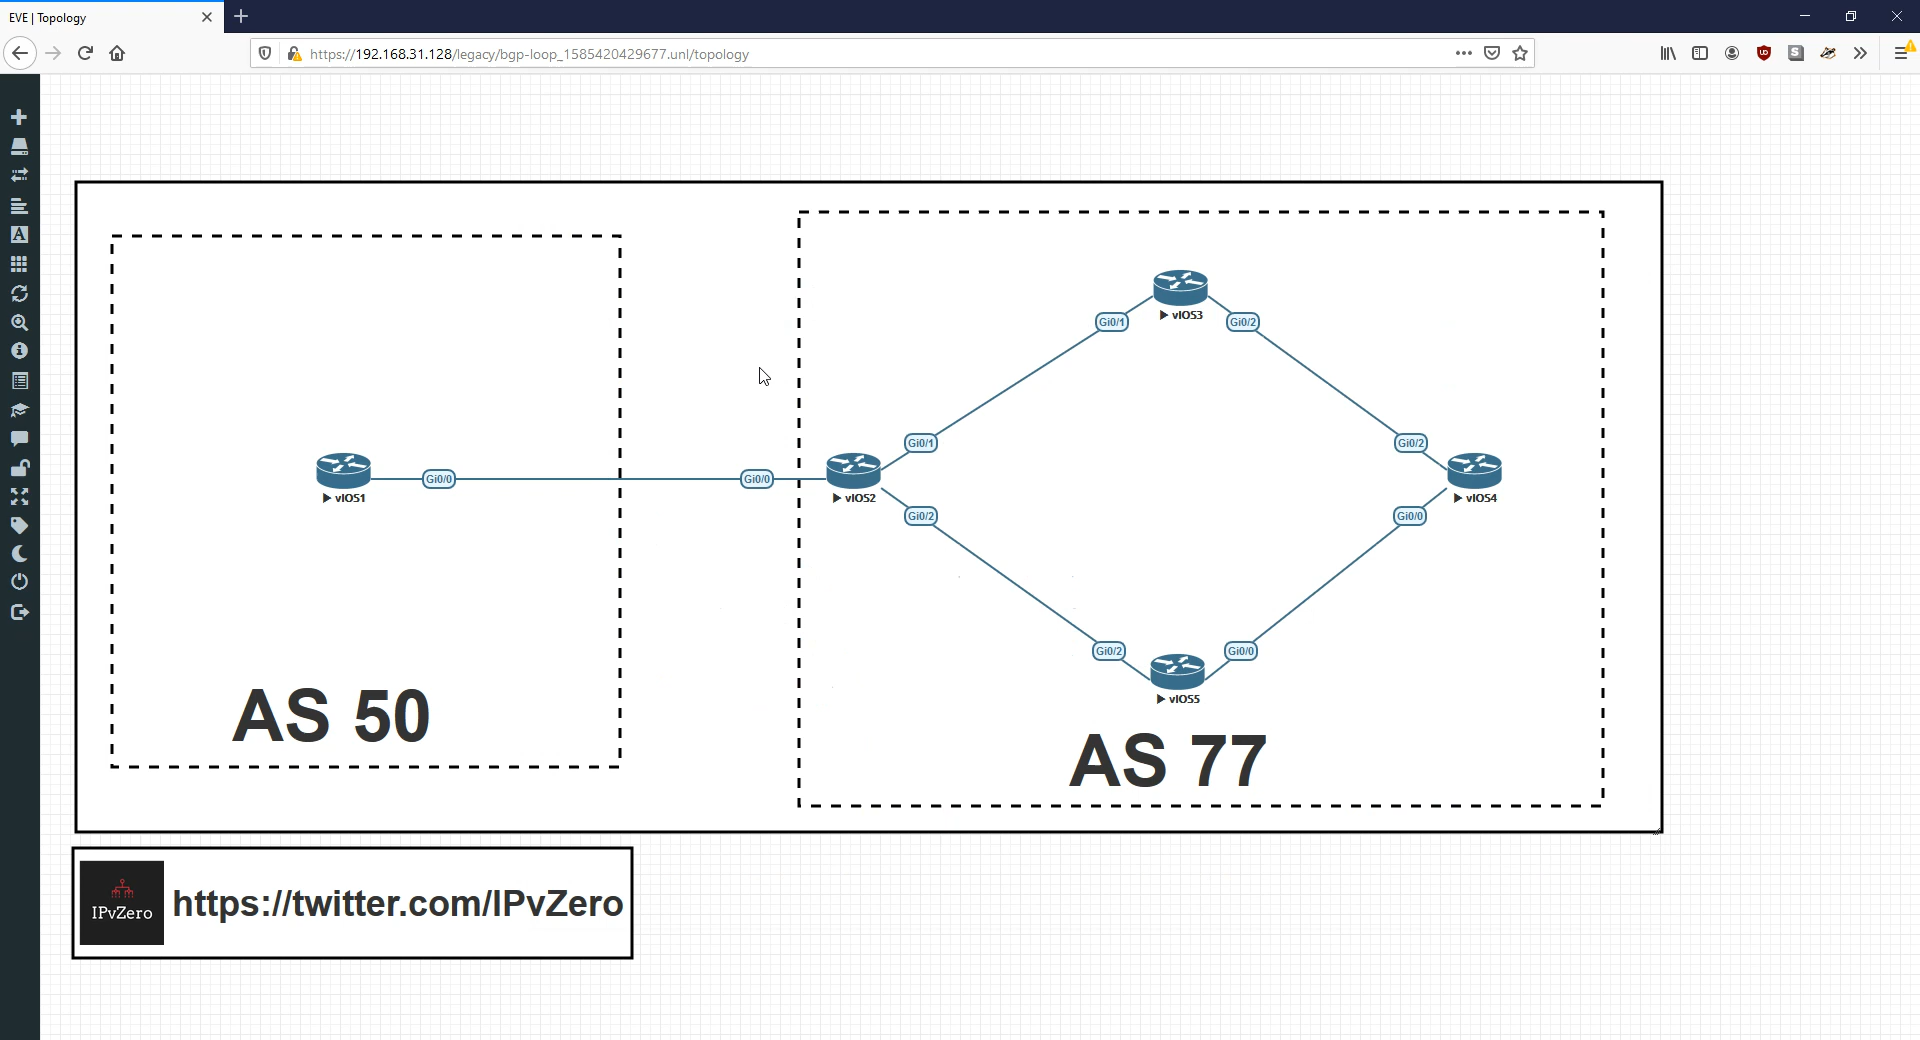 EVE | Topology
https://192.168.31.128/legacy/bgp-loop_1585420429677.unl/topology
vIOS3
Gi0/1
Gi0/2
Gi0/1
Gi0/2
vIOS1
Gi0/0
Gi0/0
vIOS2
vIOS4
Gi0/2
Gi0/0
Gi0/2
Gi0/0
vIOS5
AS 50
AS 77
IPvZero
https://twitter.com/IPvZero